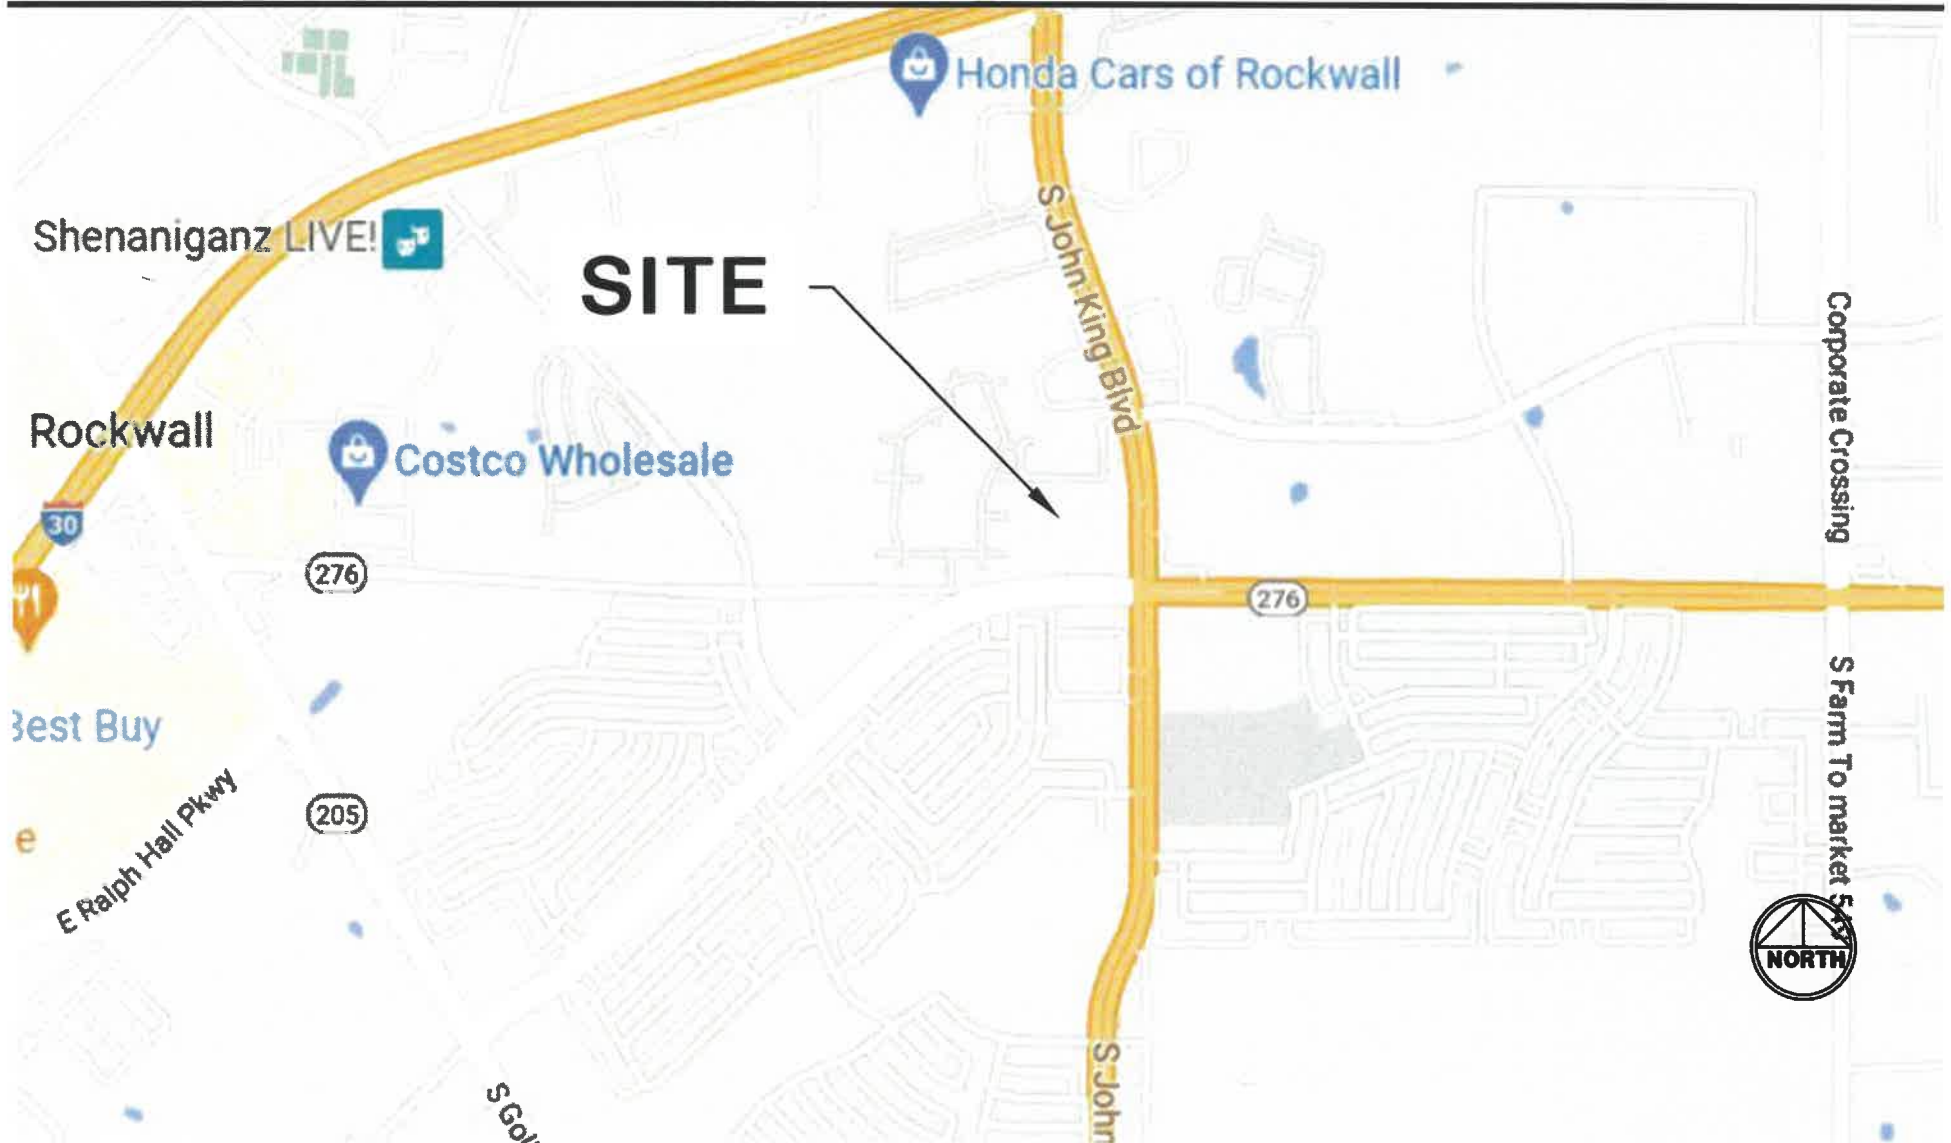 Honda Cars of Rockwall
S John King Blvd
Shenaniganz LIVE!
SITE
Corporate Crossing
Rockwall
Costco Wholesale
30
276
276
S Farm To market
Best Buy
E Ralph Hall Pkwy
205
e
NORTH
S John
S Gol